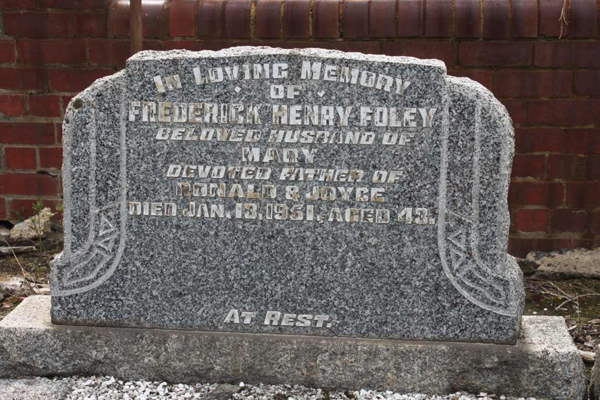 In Loving Memory
OF
FREDERICK HENRY FOLEY
BELOVED HUSBAND OF
MARY
DEVOTED FATHER OF
RONALD & JOYCE
DIED JAN. 13, 1951, AGED 43.
At Rest.